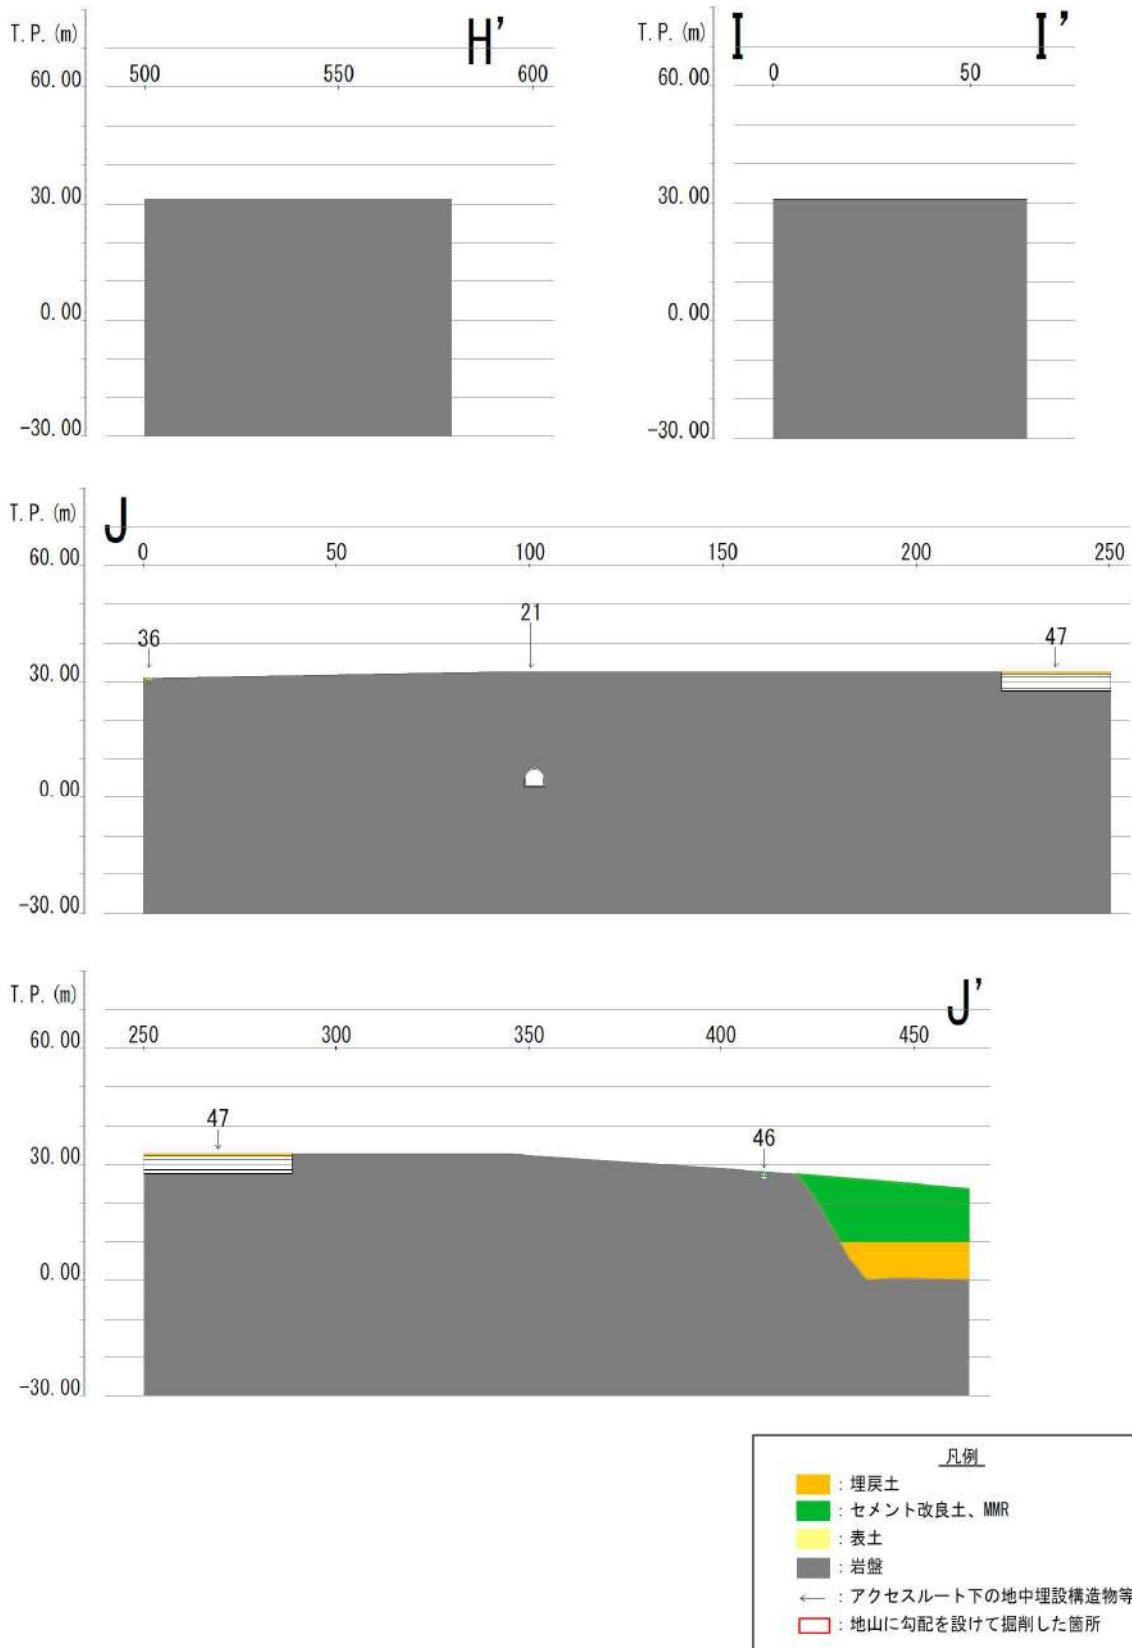 T.P.(m)
H'
500 550 600
60.00
30.00
0.00
-30.00
T.P.(m)
I I'
0 50
60.00
30.00
0.00
-30.00
T.P.(m)
J
0 50 100 150 200 250
60.00
36 21 47
30.00
0.00
-30.00
T.P.(m)
J'
250 300 350 400 450
60.00
47 46
30.00
0.00
-30.00
凡例
：埋戻土
：セメント改良土、MMR
：表土
：岩盤
←：アクセスルート下の地中埋設構造物等
：地山に勾配を設けて掘削した箇所